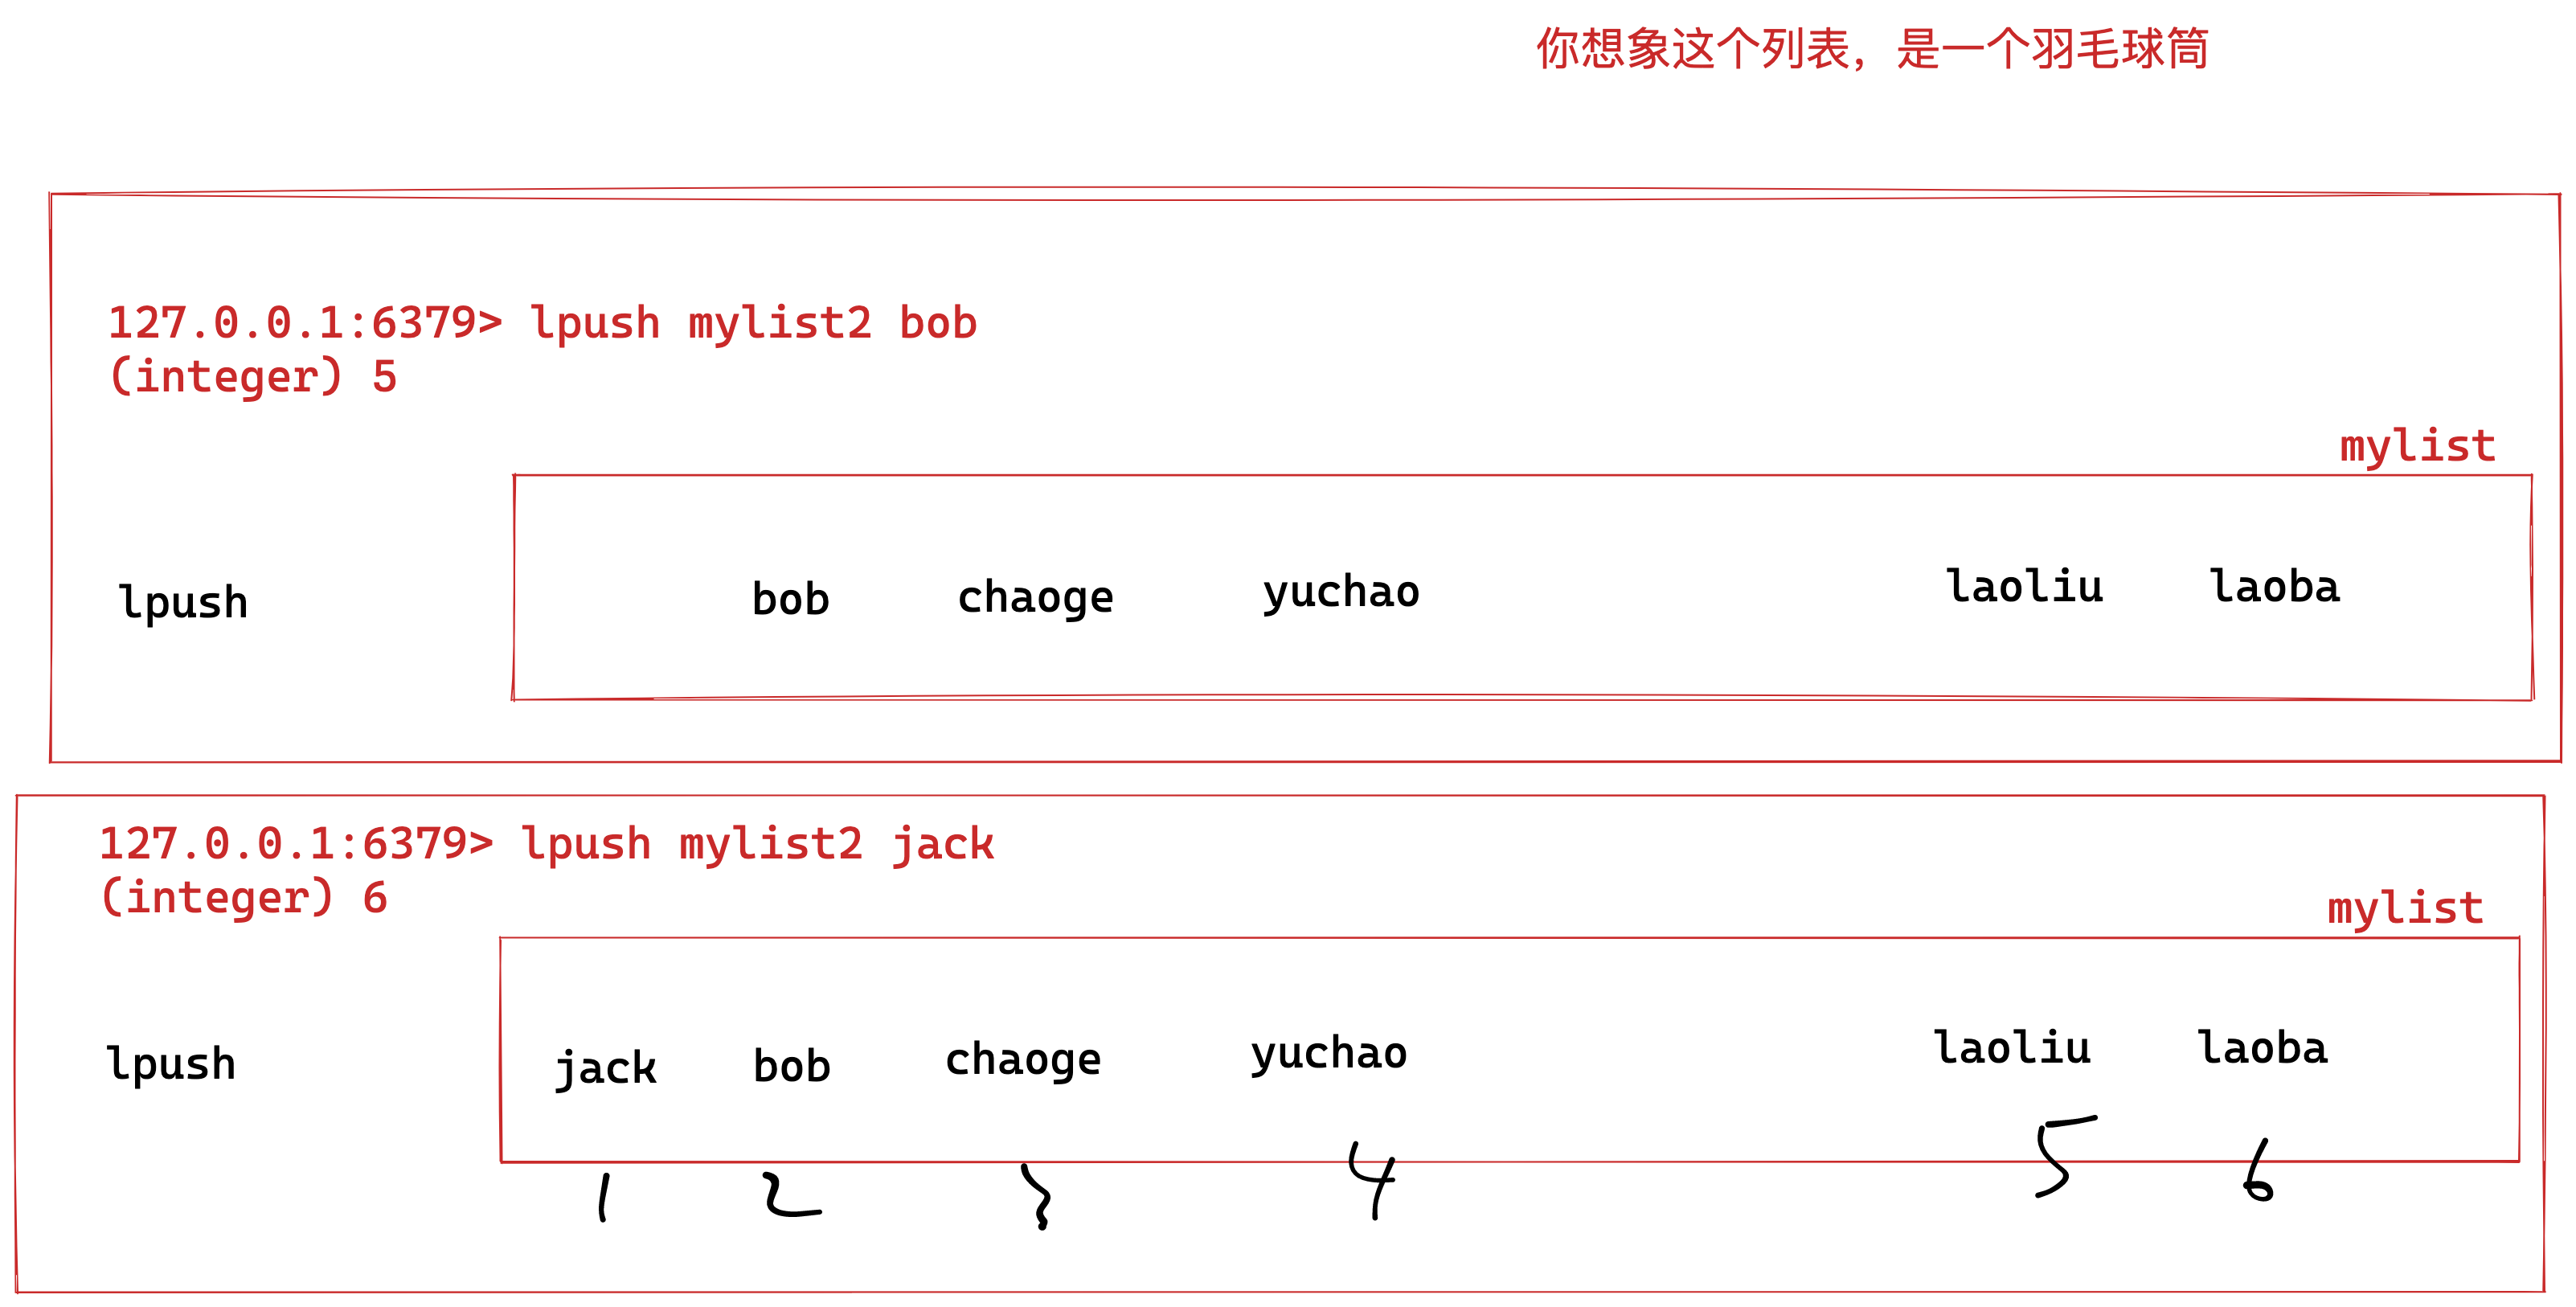 你想象这个列表，是一个羽毛球筒
127.0.0.1:6379> lpush mylist2 bob
(integer) 5
mylist
lpush bob chaoge yuchao laoliu laoba
127.0.0.1:6379> lpush mylist2 jack
(integer) 6
mylist
lpush jack bob chaoge yuchao laoliu laoba
1 2 3 4 5 6